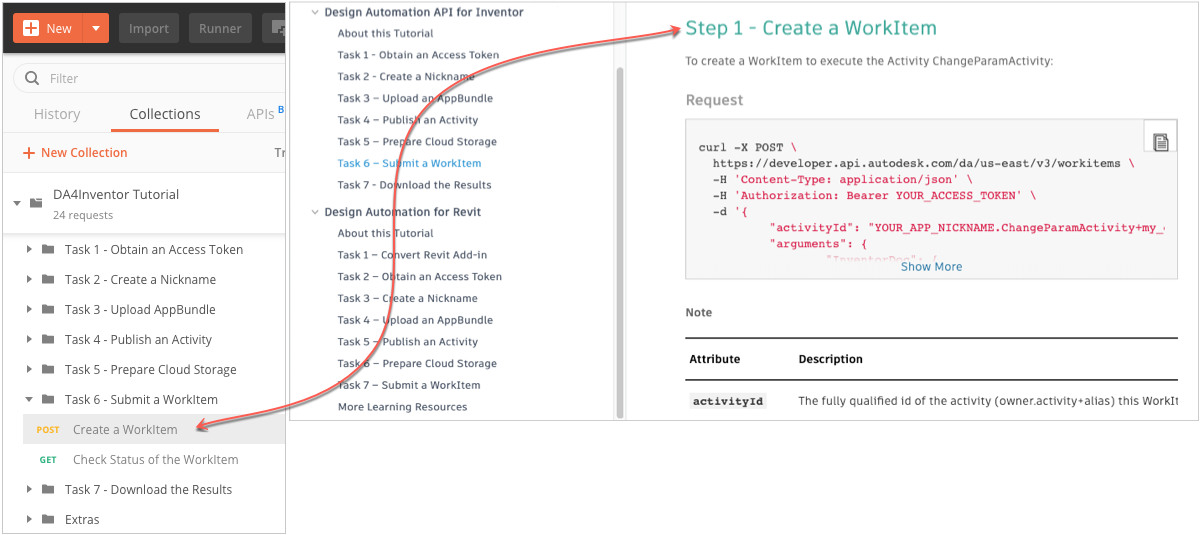 New
Import
Runner
Filter
History
Collections
APIs
B
New Collection
Tr
DA4Inventor Tutorial
24 requests
Task 1 - Obtain an Access Token
Task 2 - Create a Nickname
Task 3 - Upload AppBundle
Task 4 - Publish an Activity
Task 5 - Prepare Cloud Storage
Task 6 - Submit a WorkItem
POST Create a WorkItem
GET Check Status of the WorkItem
Task 7 - Download the Results
Extras
Design Automation API for Inventor
About this Tutorial
Task 1 - Obtain an Access Token
Task 2 - Create a Nickname
Task 3 – Upload an AppBundle
Task 4 – Publish an Activity
Task 5 – Prepare Cloud Storage
Task 6 – Submit a WorkItem
Task 7 - Download the Results
Design Automation for Revit
About this Tutorial
Task 1 – Convert Revit Add-in
Task 2 – Obtain an Access Token
Task 3 – Create a Nickname
Task 4 – Upload an AppBundle
Task 5 – Publish an Activity
Task 6 – Prepare Cloud Storage
Task 7 – Submit a WorkItem
More Learning Resources
Step 1 - Create a WorkItem
To create a WorkItem to execute the Activity ChangeParamActivity:
Request
curl -X POST \
https://developer.api.autodesk.com/da/us-east/v3/workitems \
-H 'Content-Type: application/json' \
-H 'Authorization: Bearer YOUR_ACCESS_TOKEN' \
-d '{
"activityId": "YOUR_APP_NICKNAME.ChangeParamActivity+my_
"arguments": {
"InventorDoc": {
Show More
Note
Attribute Description
activityId The fully qualified id of the activity (owner.activity+alias) this WorkIt